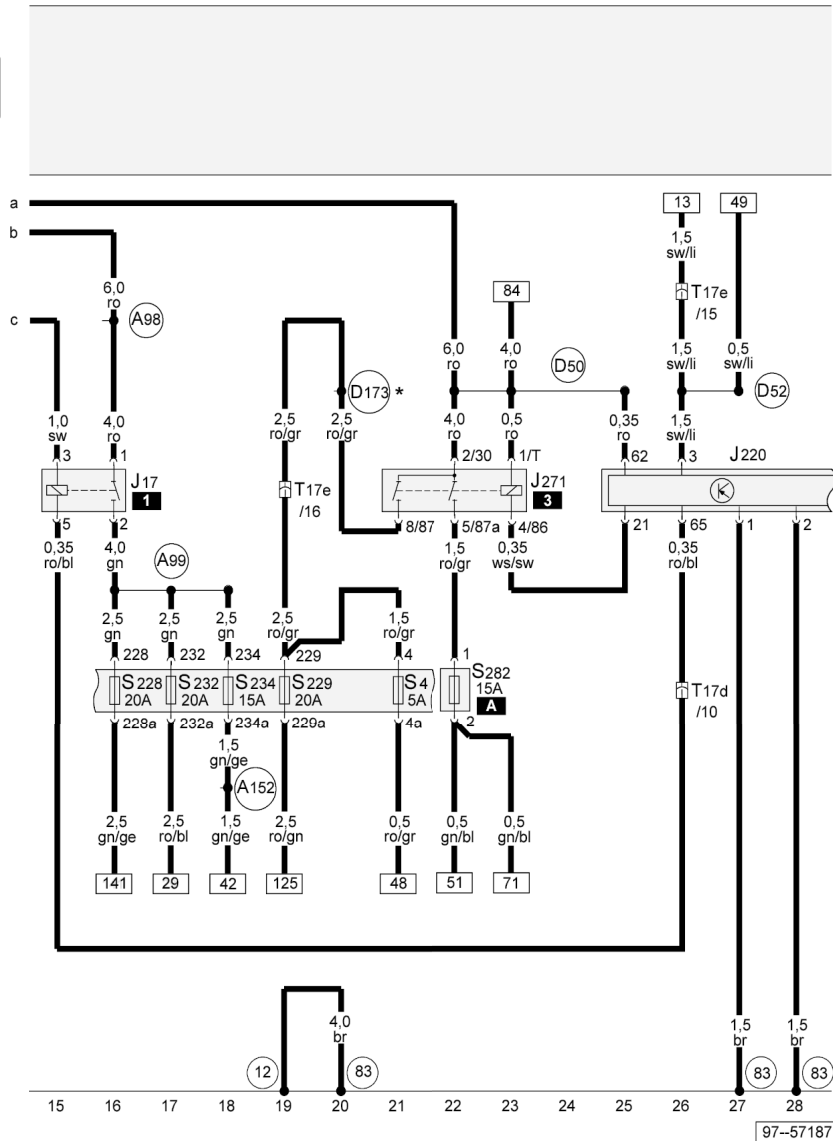 a
13 49
b
1,5
sw/li
6,0
ro
84
T17e
/15
c
A98
6,0
ro
4,0
ro
D50
1,5
sw/li
0,5
sw/li
D173 *
D52
1,0
sw
4,0
ro
2,5
ro/gr
2,5
ro/gr
4,0
ro
0,5
ro
0,35
ro
1,5
sw/li
3 1 2/30 1/T 62 3 J220
J17
1
T17e
/16
J271
3
5 2 8/87 5/87a 4/86 21 65 1 2
0,35
ro/bl
4,0
gn
A99
1,5
ro/gr
0,35
ws/sw
0,35
ro/bl
2,5
gn
2,5
gn
2,5
gn
2,5
ro/gr
1,5
ro/gr
228 232 234 229 4 1
S228
20A
S232
20A
S234
15A
S229
20A
S4
5A
S282
15A
A
T17d
/10
228a 232a 234a 229a 4a 2
1,5
gn/ge
A152
2,5
gn/ge
2,5
ro/bl
1,5
gn/ge
2,5
ro/gn
0,5
ro/gr
0,5
gn/bl
0,5
gn/bl
141 29 42 125 48 51 71
4,0
br
1,5
br
1,5
br
12 83 83 83
15 16 17 18 19 20 21 22 23 24 25 26 27 28
97--57187